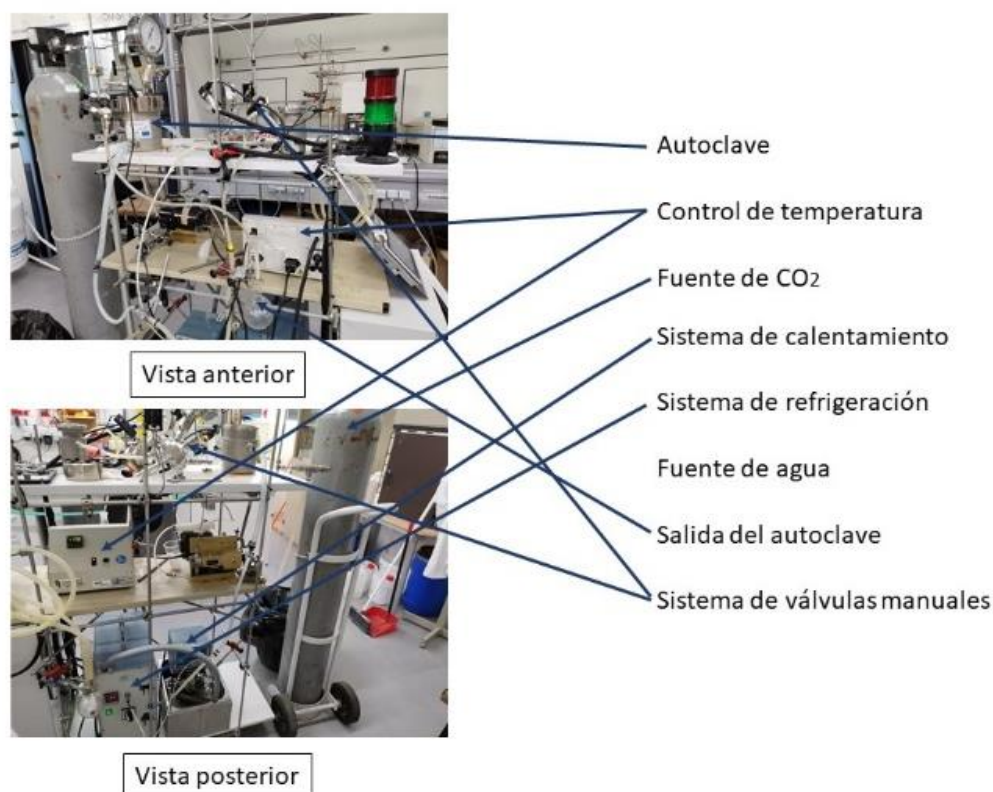 Autoclave
Control de temperatura
Fuente de CO2
Sistema de calentamiento
Vista anterior
Sistema de refrigeración
Fuente de agua
Salida del autoclave
Sistema de válvulas manuales
Vista posterior